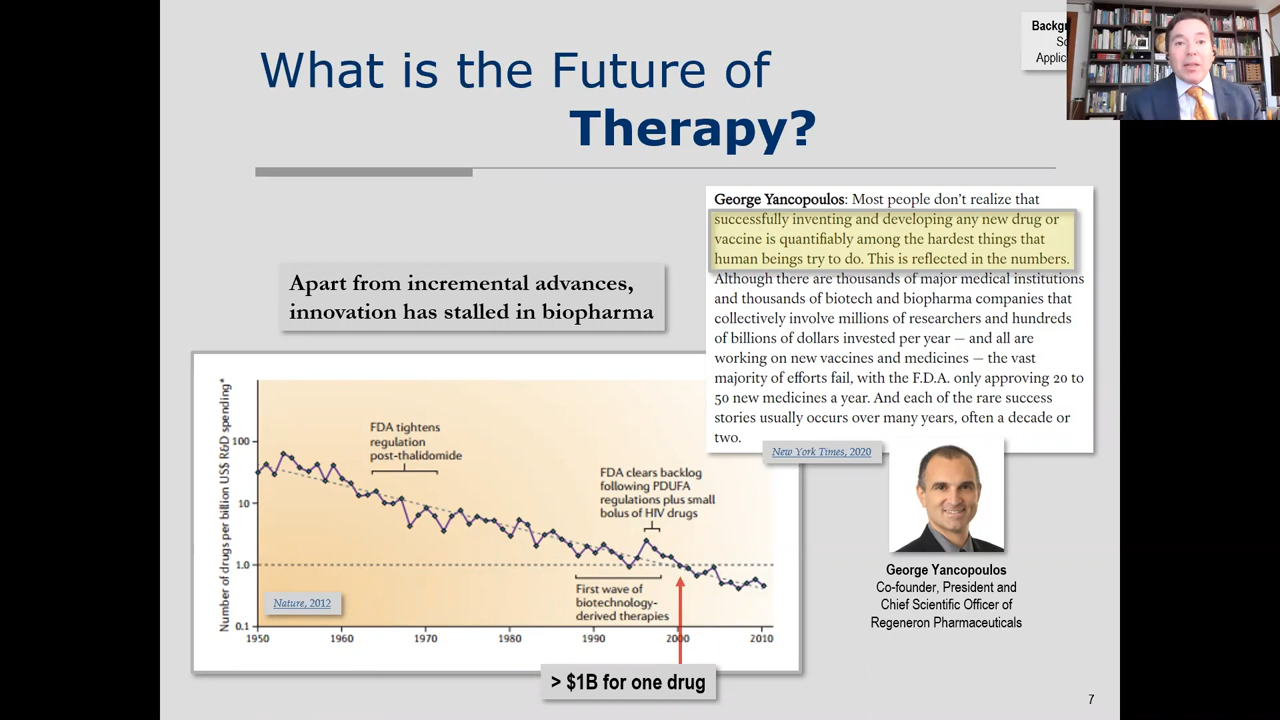 What is the Future of
Therapy?
Backgr
Applic
George Yancopoulos: Most people don't realize that
successfully inventing and developing any new drug or
vaccine is quantifiably among the hardest things that
human beings try to do. This is reflected in the numbers.
Although there are thousands of major medical institutions
and thousands of biotech and biopharma companies that
collectively involve millions of researchers and hundreds
of billions of dollars invested per year — and all are
working on new vaccines and medicines — the vast
majority of efforts fail, with the F.D.A. only approving 20 to
50 new medicines a year. And each of the rare success
stories usually occurs over many years, often a decade or
two.
New York Times, 2020
Apart from incremental advances,
innovation has stalled in biopharma
Number of drugs per billion US$ R&D spending*
100
10
1.0
0.1
FDA tightens
regulation
post-thalidomide
FDA clears backlog
following PDUFA
regulations plus small
bolus of HIV drugs
First wave of
biotechnology-
derived therapies
Nature, 2012
1950 1960 1970 1980 1990 2000 2010
> $1B for one drug
George Yancopoulos
Co-founder, President and
Chief Scientific Officer of
Regeneron Pharmaceuticals
7